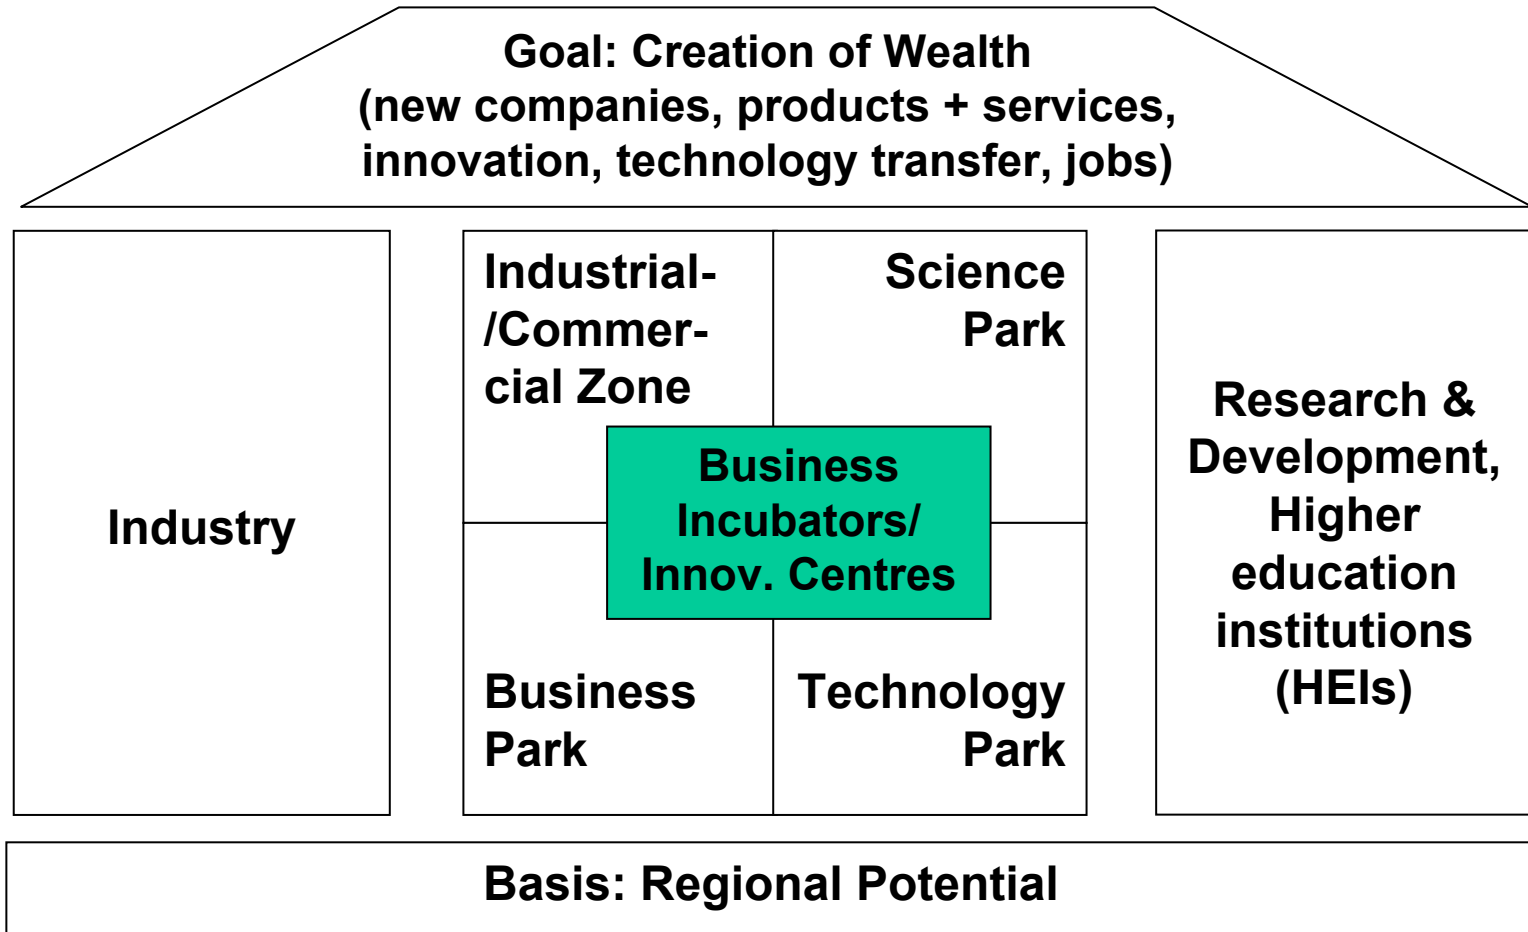 Goal: Creation of Wealth
(new companies, products + services,
innovation, technology transfer, jobs)
Industry
Industrial-
/Commer-
cial Zone
Science
Park
Business
Incubators/
Innov. Centres
Business
Park
Technology
Park
Research &
Development,
Higher
education
institutions
(HEIs)
Basis: Regional Potential